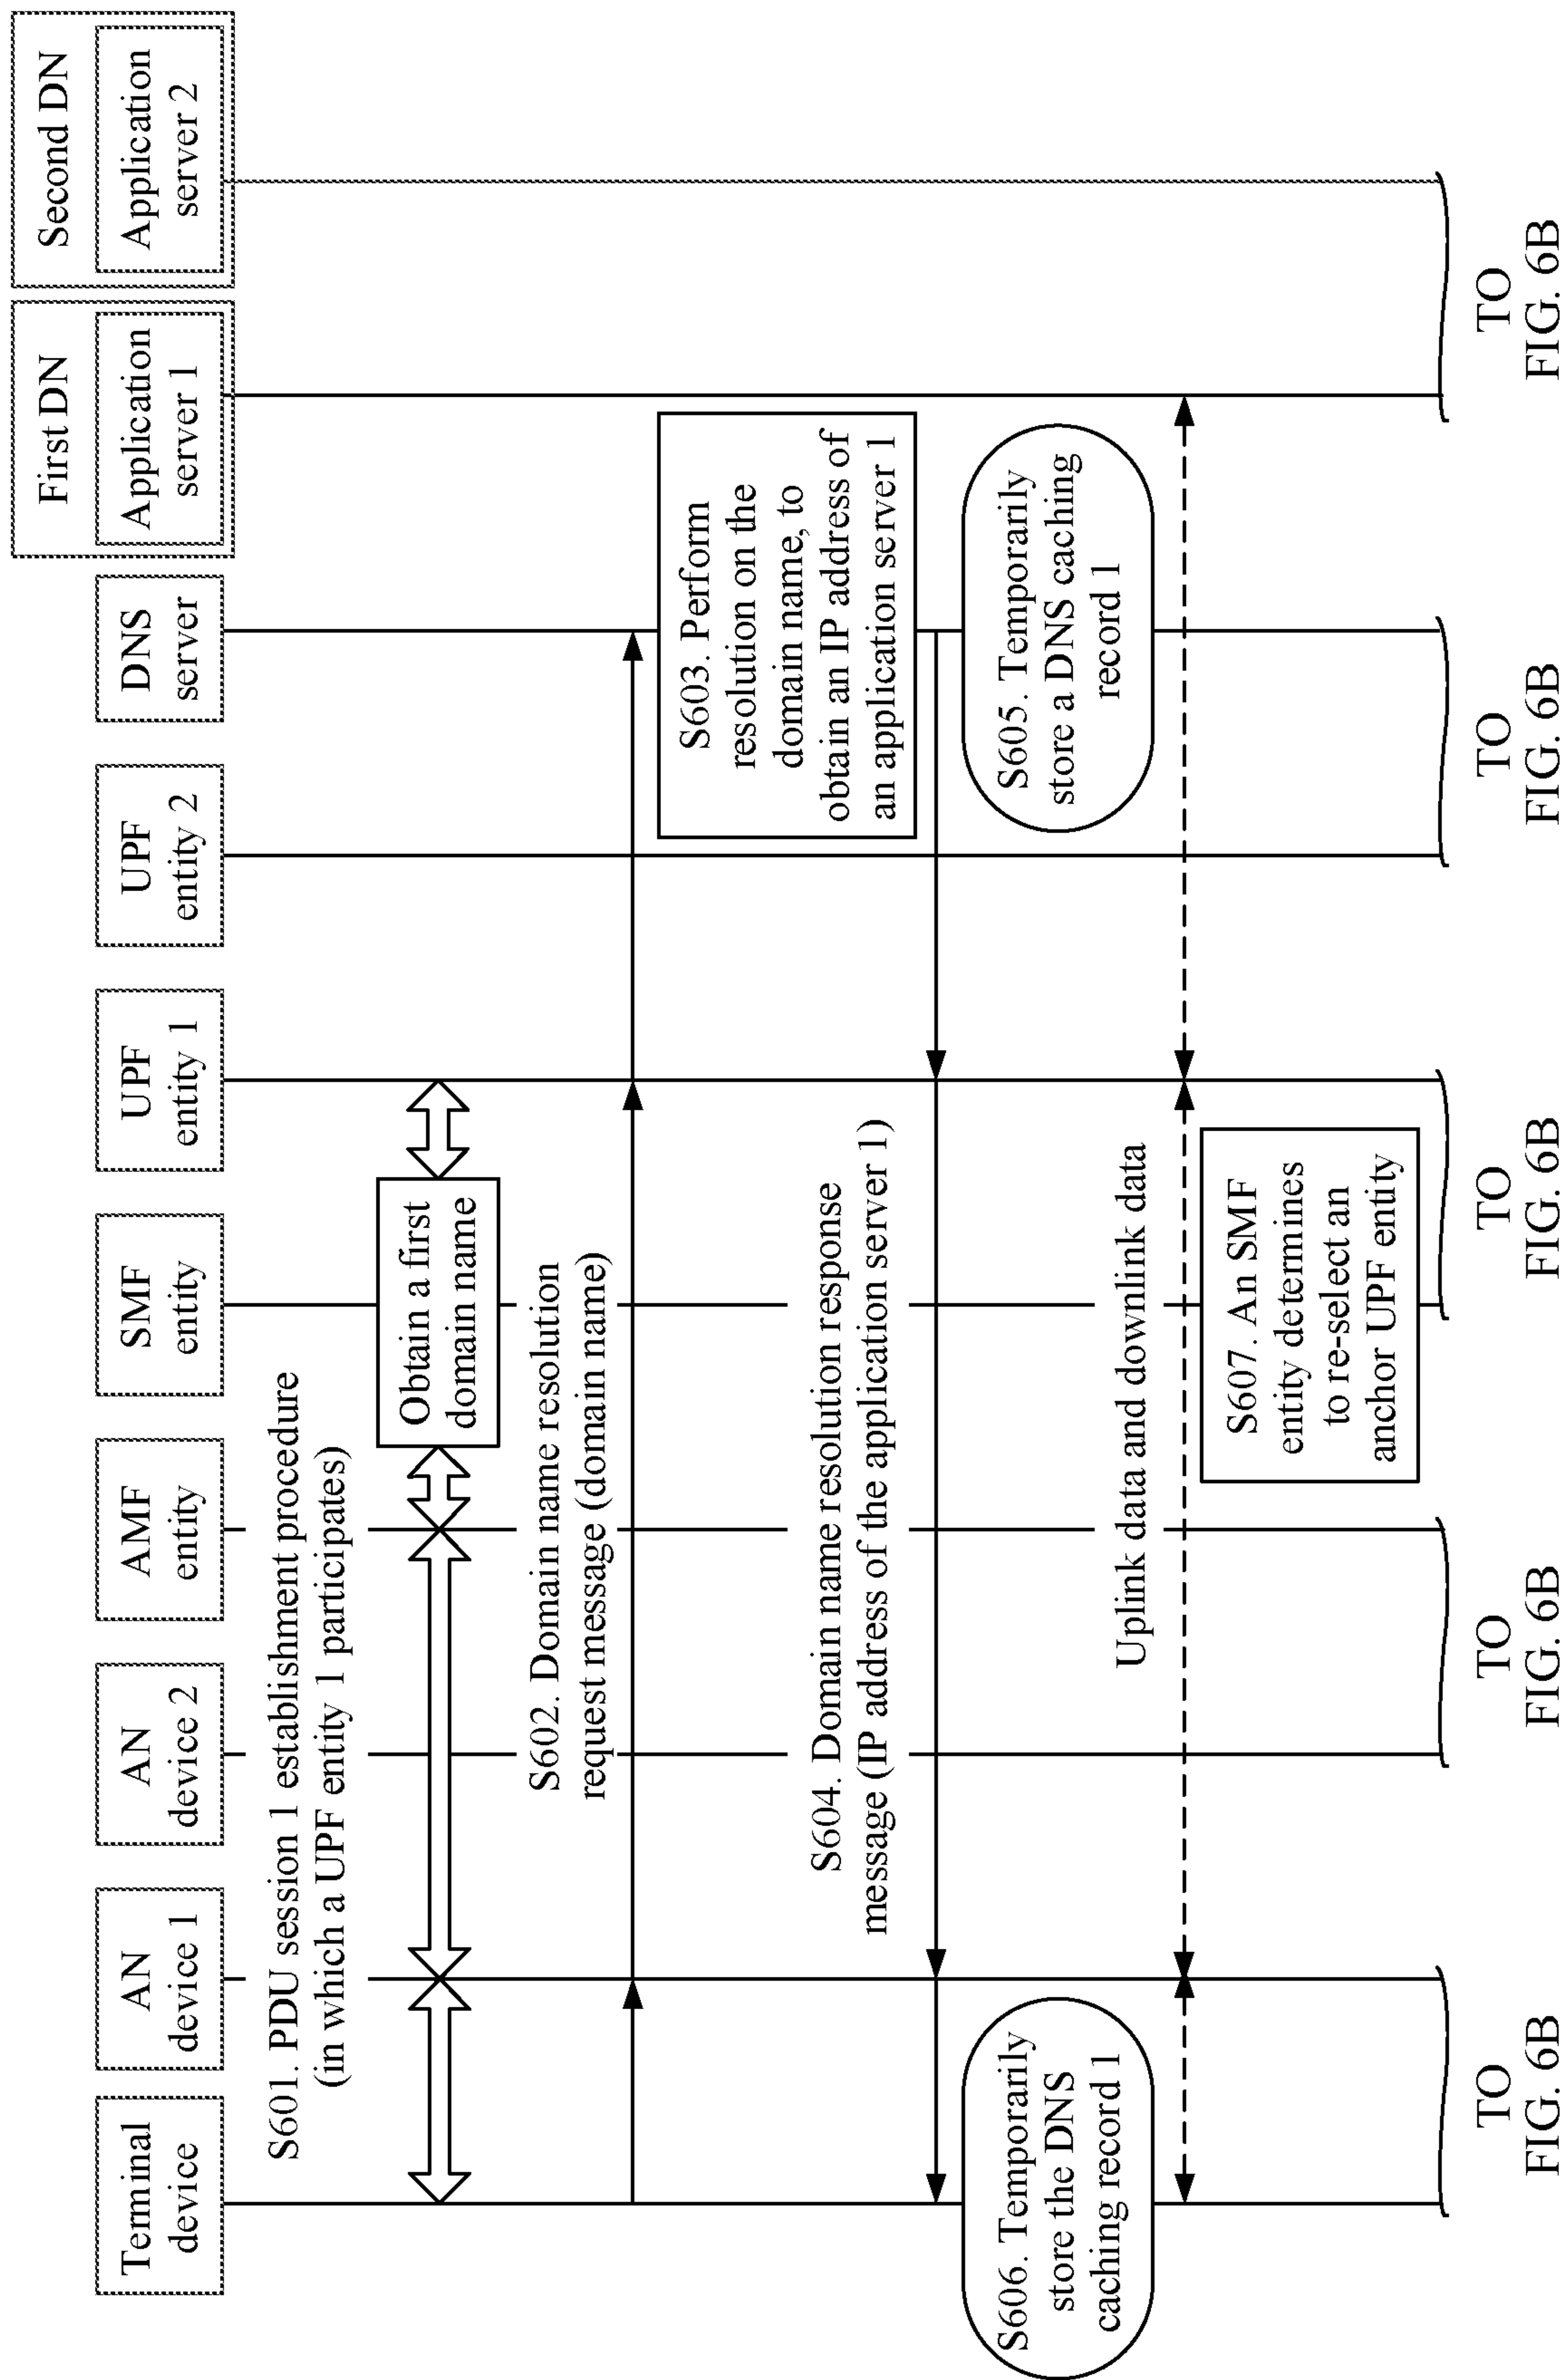 Terminal
device
AN
device 1
AN
device 2
AMF
entity
SMF
entity
UPF
entity 1
UPF
entity 2
DNS
server
First DN
Application
server 1
Second DN
Application
server 2
S601. PDU session 1 establishment procedure
(in which a UPF entity 1 participates)
Obtain a first
domain name
S602. Domain name resolution
request message (domain name)
S603. Perform
resolution on the
domain name, to
obtain an IP address of
an application server 1
S604. Domain name resolution response
message (IP address of the application server 1)
S605. Temporarily
store a DNS caching
record 1
S606. Temporarily
store the DNS
caching record 1
Uplink data and downlink data
S607. An SMF
entity determines
to re-select an
anchor UPF entity
TO
FIG. 6B
TO
FIG. 6B
TO
FIG. 6B
TO
FIG. 6B
TO
FIG. 6B